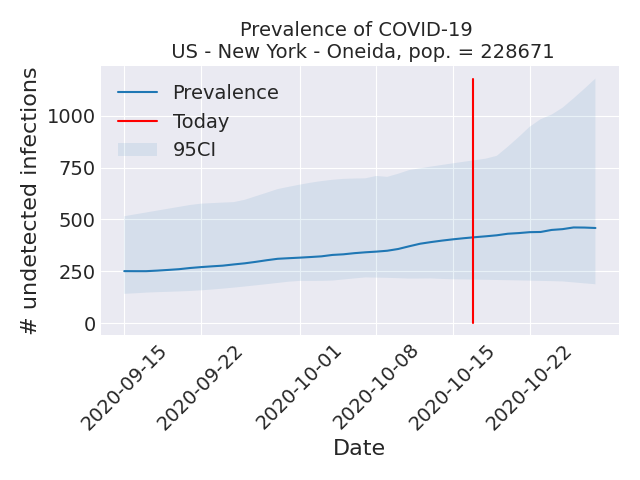 Prevalence of COVID-19
US - New York - Oneida, pop. = 228671
# undetected infections
1000
750
500
250
0
Prevalence
Today
95CI
2020-09-15
2020-09-22
2020-10-01
2020-10-08
2020-10-15
2020-10-22
Date